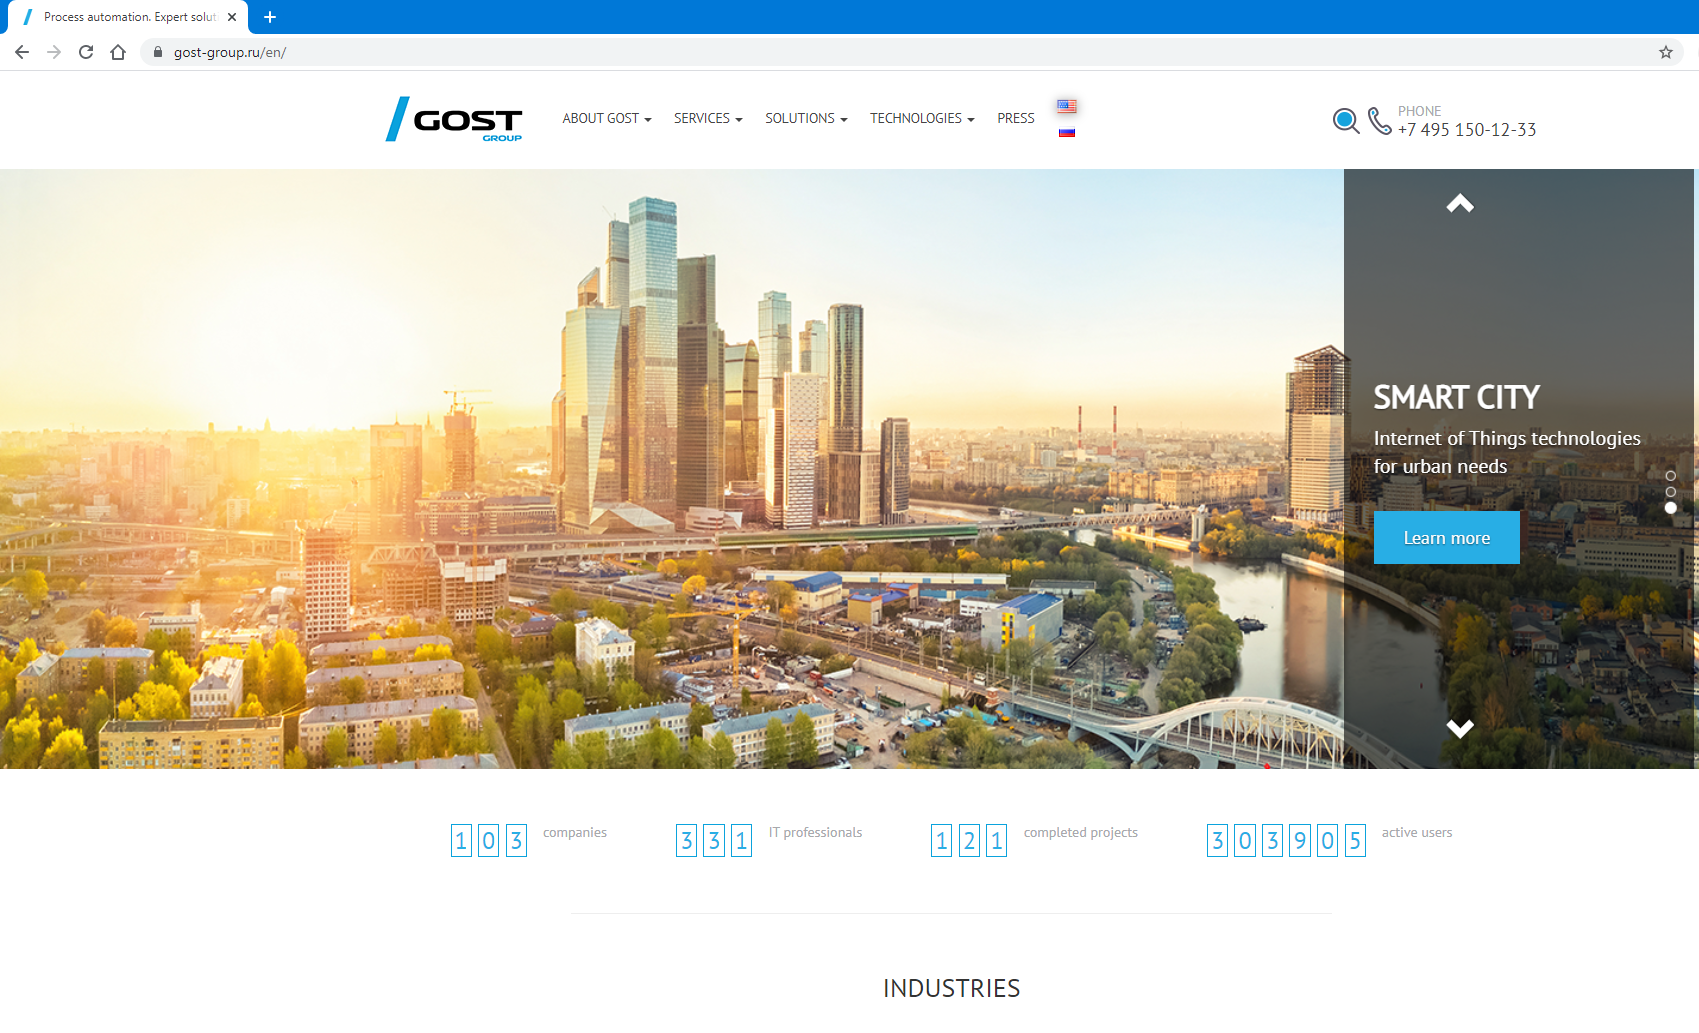 Process automation. Expert solut
gost-group.ru/en/
GOST
GROUP
ABOUT GOST
SERVICES
SOLUTIONS
TECHNOLOGIES
PRESS
PHONE
+7 495 150-12-33
SMART CITY
Internet of Things technologies
for urban needs
Learn more
103 companies
331 IT professionals
121 completed projects
303905 active users
INDUSTRIES